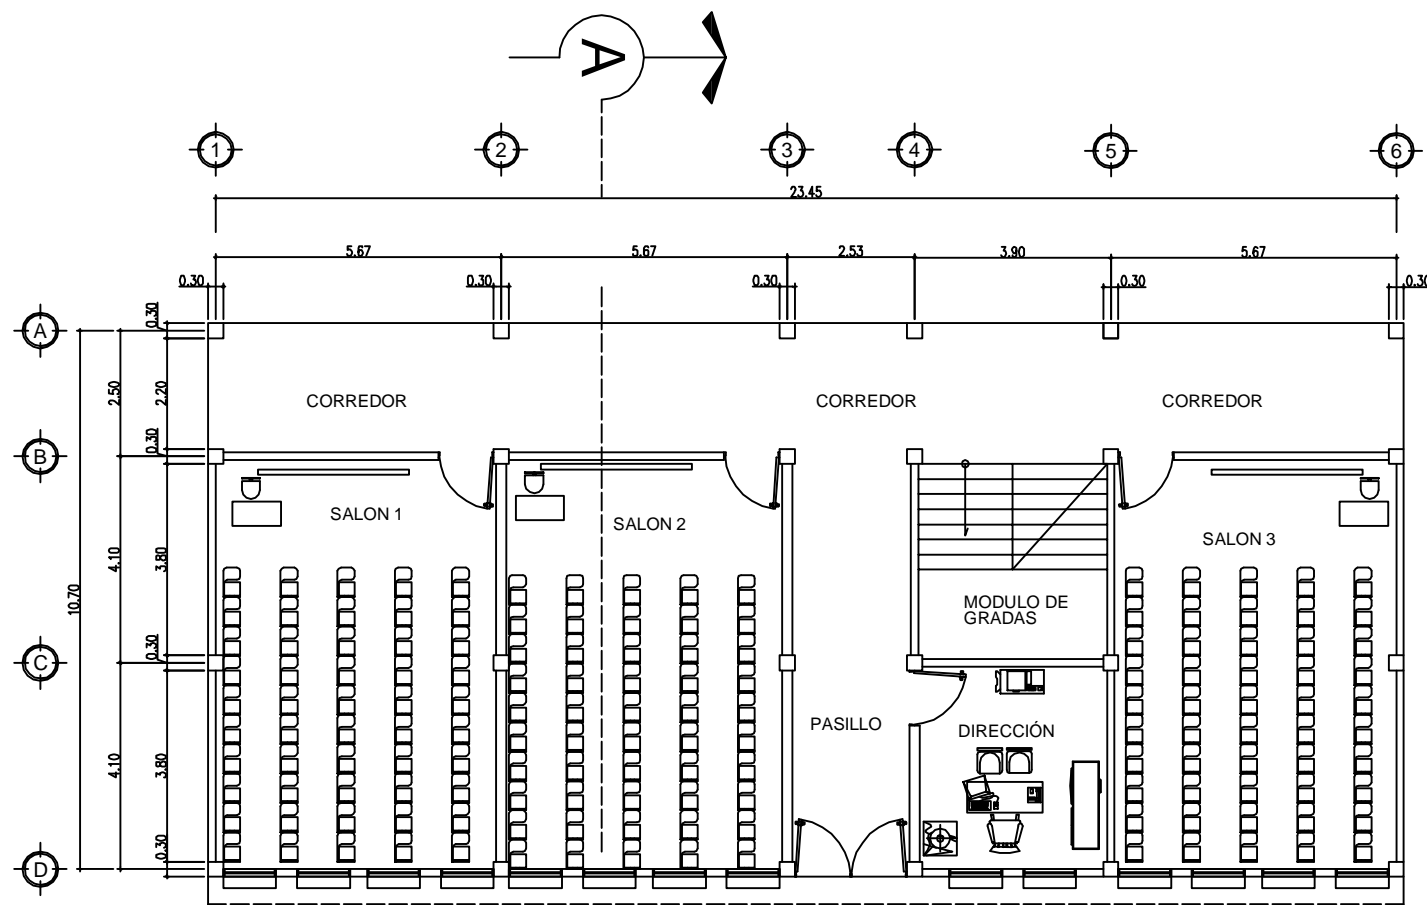 A
1
2
3
4
5
6
23.45
5.67
5.67
2.53
3.90
5.67
0.30
0.30
0.30
0.30
0.30
A
B
C
D
10.70
2.50
4.10
4.10
0.30
2.20
0.30
3.80
0.30
3.80
0.30
CORREDOR
CORREDOR
CORREDOR
SALON 1
SALON 2
SALON 3
MODULO DE
GRADAS
PASILLO
DIRECCIÓN